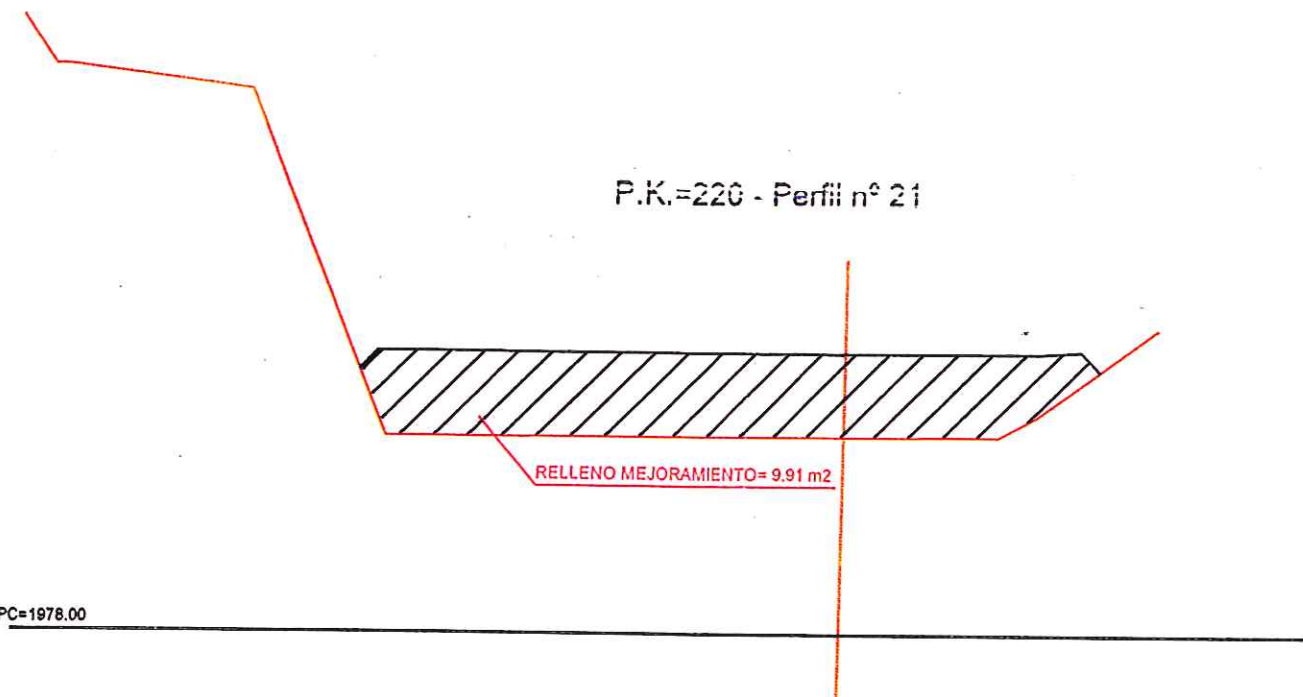 P.K.=220 - Perfil nº 21
RELLENO MEJORAMIENTO= 9.91 m2
PC=1978.00